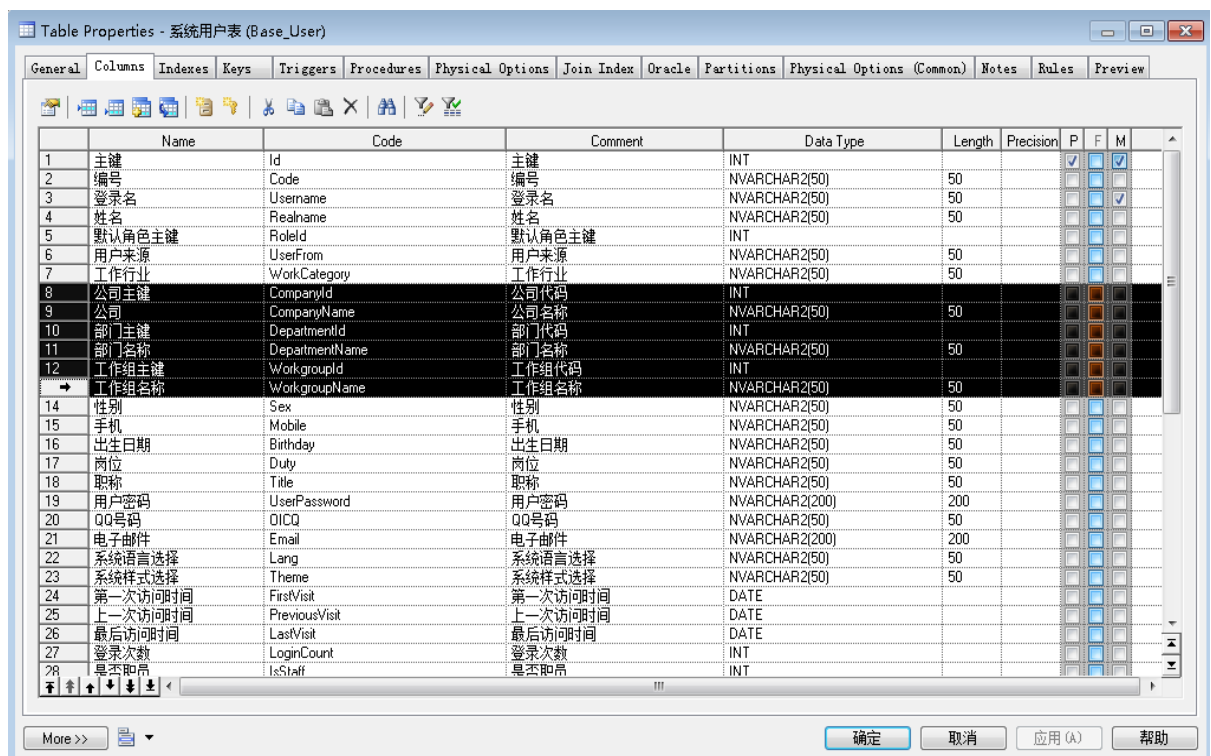 Table Properties - 系统用户表 (Base_User)
General Columns Indexes Keys Triggers Procedures Physical Options Join Index Oracle Partitions Physical Options (Common) Notes Rules Preview
Name Code Comment Data Type Length Precision P F M
1 主键 Id 主键 INT
2 编号 Code 编号 NVARCHAR2(50) 50
3 登录名 Username 登录名 NVARCHAR2(50) 50
4 姓名 Realname 姓名 NVARCHAR2(50) 50
5 默认角色主键 RoleId 默认角色主键 INT
6 用户来源 UserFrom 用户来源 NVARCHAR2(50) 50
7 工作行业 WorkCategory 工作行业 NVARCHAR2(50) 50
8 公司主键 CompanyId 公司代码 INT
9 公司 CompanyName 公司名称 NVARCHAR2(50) 50
10 部门主键 DepartmentId 部门代码 INT
11 部门名称 DepartmentName 部门名称 NVARCHAR2(50) 50
12 工作组主键 WorkgroupId 工作组代码 INT
工作组名称 WorkgroupName 工作组名称 NVARCHAR2(50) 50
14 性别 Sex 性别 NVARCHAR2(50) 50
15 手机 Mobile 手机 NVARCHAR2(50) 50
16 出生日期 Birthday 出生日期 NVARCHAR2(50) 50
17 岗位 Duty 岗位 NVARCHAR2(50) 50
18 职称 Title 职称 NVARCHAR2(50) 50
19 用户密码 UserPassword 用户密码 NVARCHAR2(200) 200
20 QQ号码 OICQ QQ号码 NVARCHAR2(50) 50
21 电子邮件 Email 电子邮件 NVARCHAR2(200) 200
22 系统语言选择 Lang 系统语言选择 NVARCHAR2(50) 50
23 系统样式选择 Theme 系统样式选择 NVARCHAR2(50) 50
24 第一次访问时间 FirstVisit 第一次访问时间 DATE
25 上一次访问时间 PreviousVisit 上一次访问时间 DATE
26 最后访问时间 LastVisit 最后访问时间 DATE
27 登录次数 LoginCount 登录次数 INT
28 是否职员 IsStaff 是否职员 INT
More >> 确定 取消 应用(A) 帮助